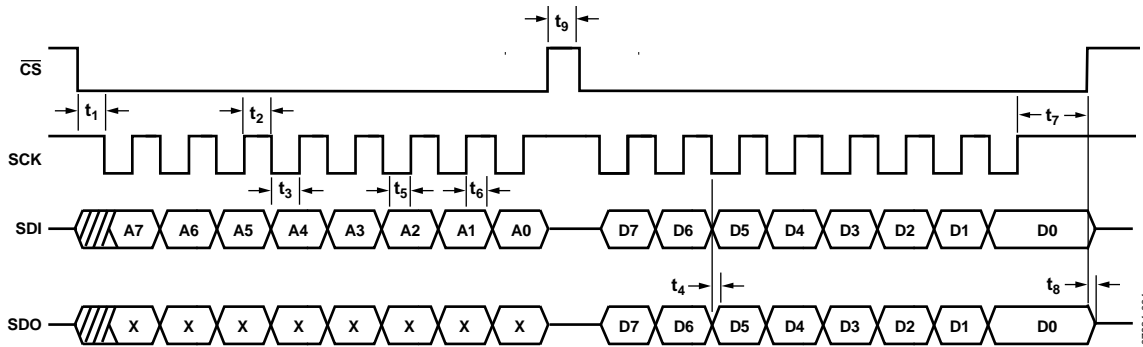 t9
CS
t1
t2
t7
SCK
t3
t5
t6
SDI
A7 A6 A5 A4 A3 A2 A1 A0 D7 D6 D5 D4 D3 D2 D1 D0
t4
t8
SDO
X X X X X X X X D7 D6 D5 D4 D3 D2 D1 D0